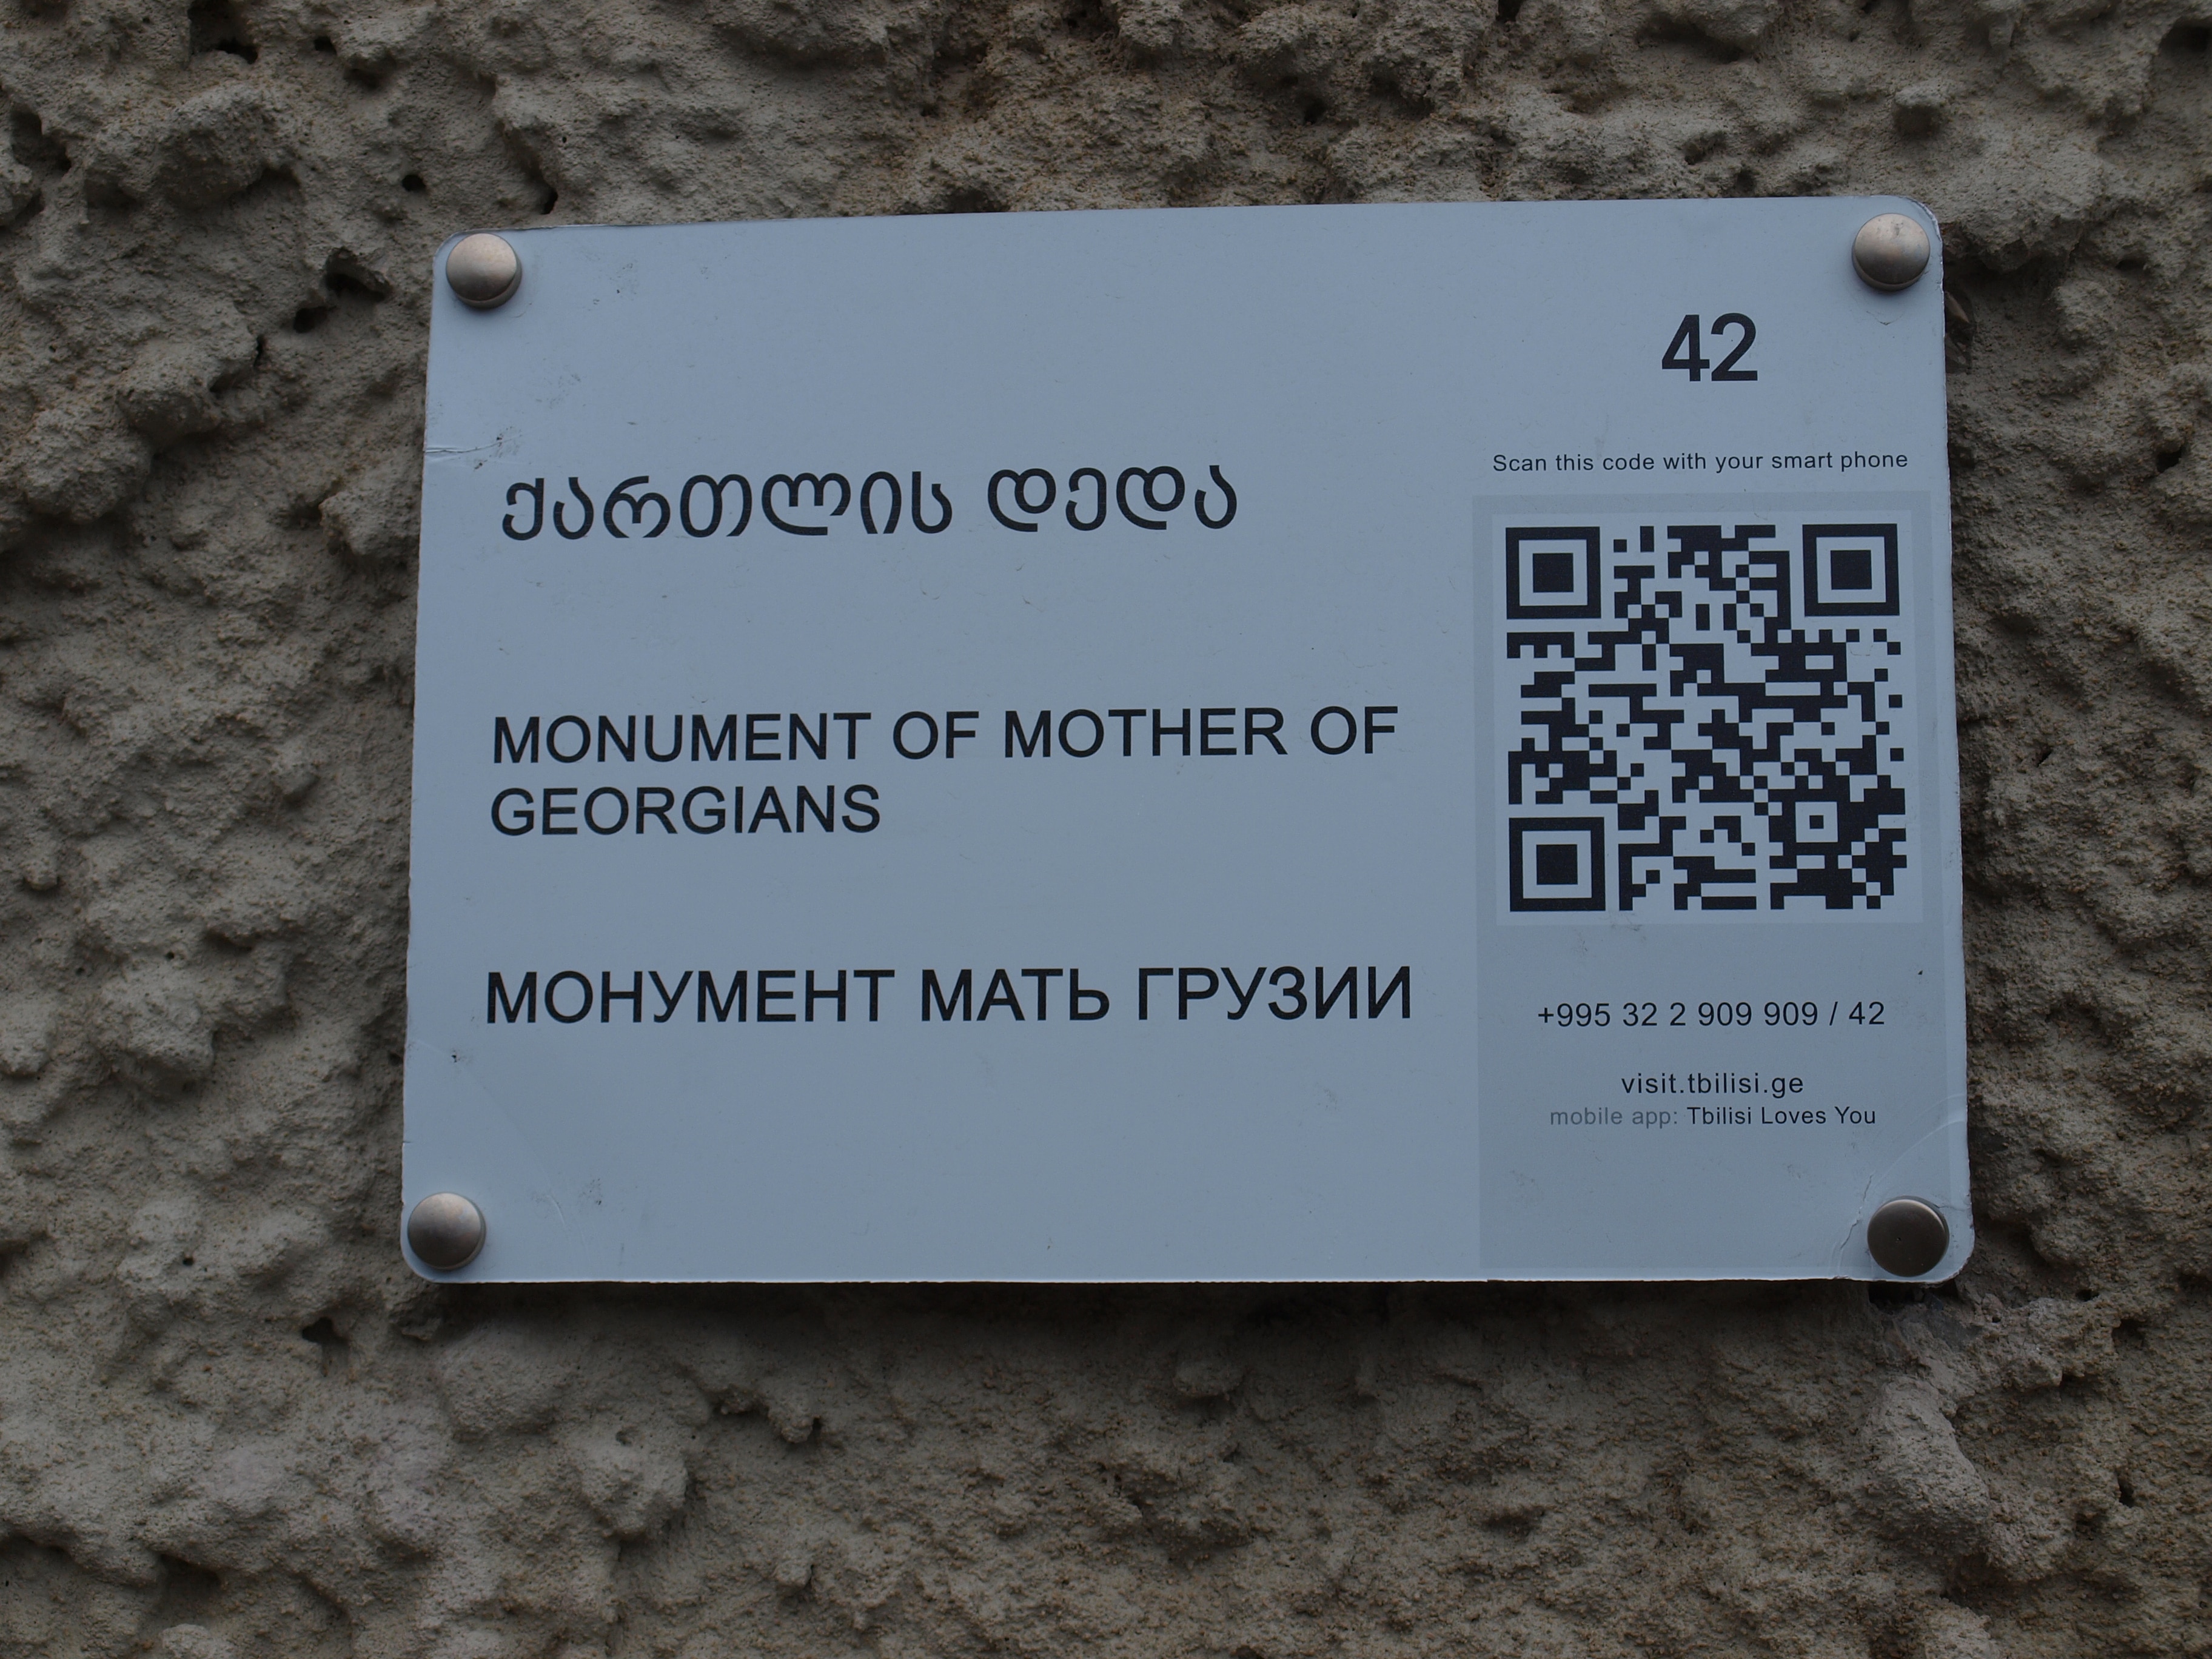 ქართლის დედა
MONUMENT OF MOTHER OF
GEORGIANS
МОНУМЕНТ МАТЬ ГРУЗИИ
42
Scan this code with your smart phone
+995 32 2 909 909 / 42
visit.tbilisi.ge
mobile app: Tbilisi Loves You